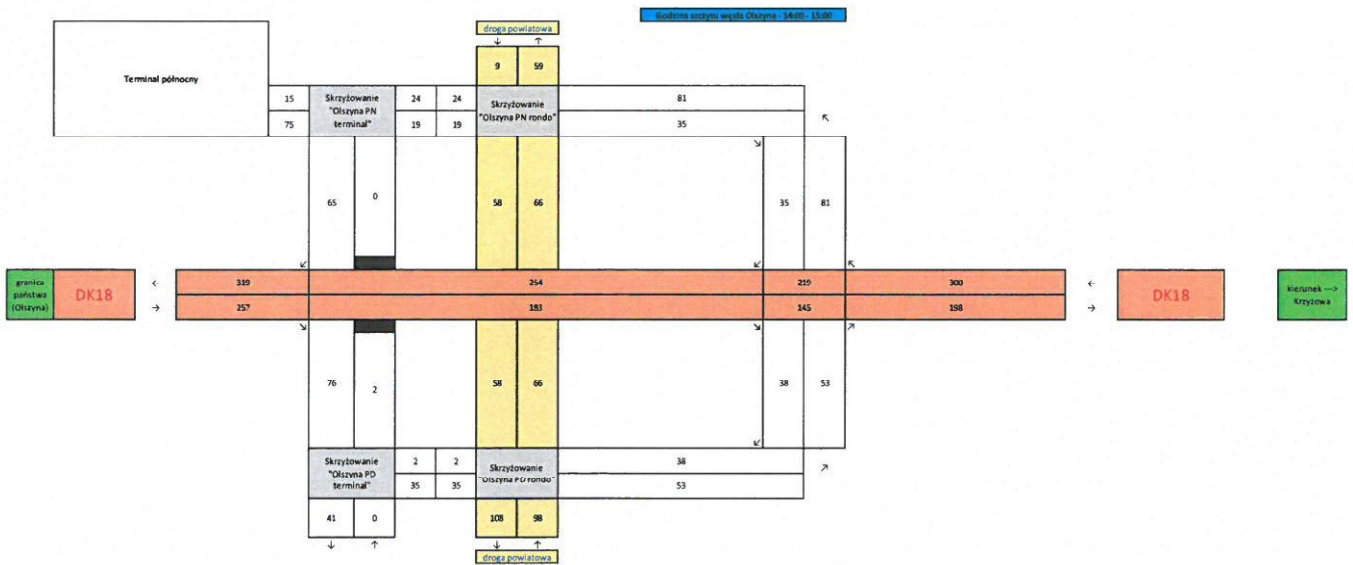 Godzina szczytu węzła Olszyna - 14:00 - 15:00
droga powiatowa
↓ ↑
9 59
Terminal północny
15 Skrzyżowanie 24 24 Skrzyżowanie 81
"Olszyna PN
terminal" "Olszyna PN rondo"
75 19 19 35
↖
↙
65 0 58 66 35 81
↙ ↖
granica
państwa
(Olszyna)
DK18
← 319 254 219 300 ←
→ 257 183 145 198 →
DK18
kierunek --->
Krzyżowa
↘ ↗
76 2 58 66 38 53
↙
Skrzyżowanie 2 2 Skrzyżowanie 38
"Olszyna PD
terminal" "Olszyna PD rondo"
35 35 53
↗
41 0 108 98
↓ ↑ ↓ ↑
droga powiatowa